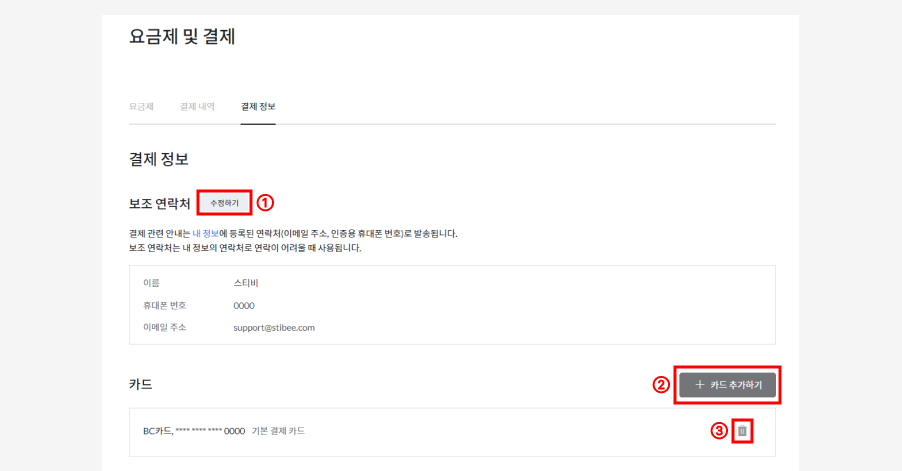 요금제 및 결제
요금제 결제 내역 결제 정보
결제 정보
보조 연락처 수정하기 ①
결제 관련 안내는 내 정보에 등록된 연락처(이메일 주소, 인증용 휴대폰 번호)로 발송됩니다.
보조 연락처는 내 정보의 연락처로 연락이 어려울 때 사용됩니다.
이름 스티비
휴대폰 번호 0000
이메일 주소 support@stibee.com
카드 ② + 카드 추가하기
BC카드, **** **** **** 0000 기본 결제 카드 ③